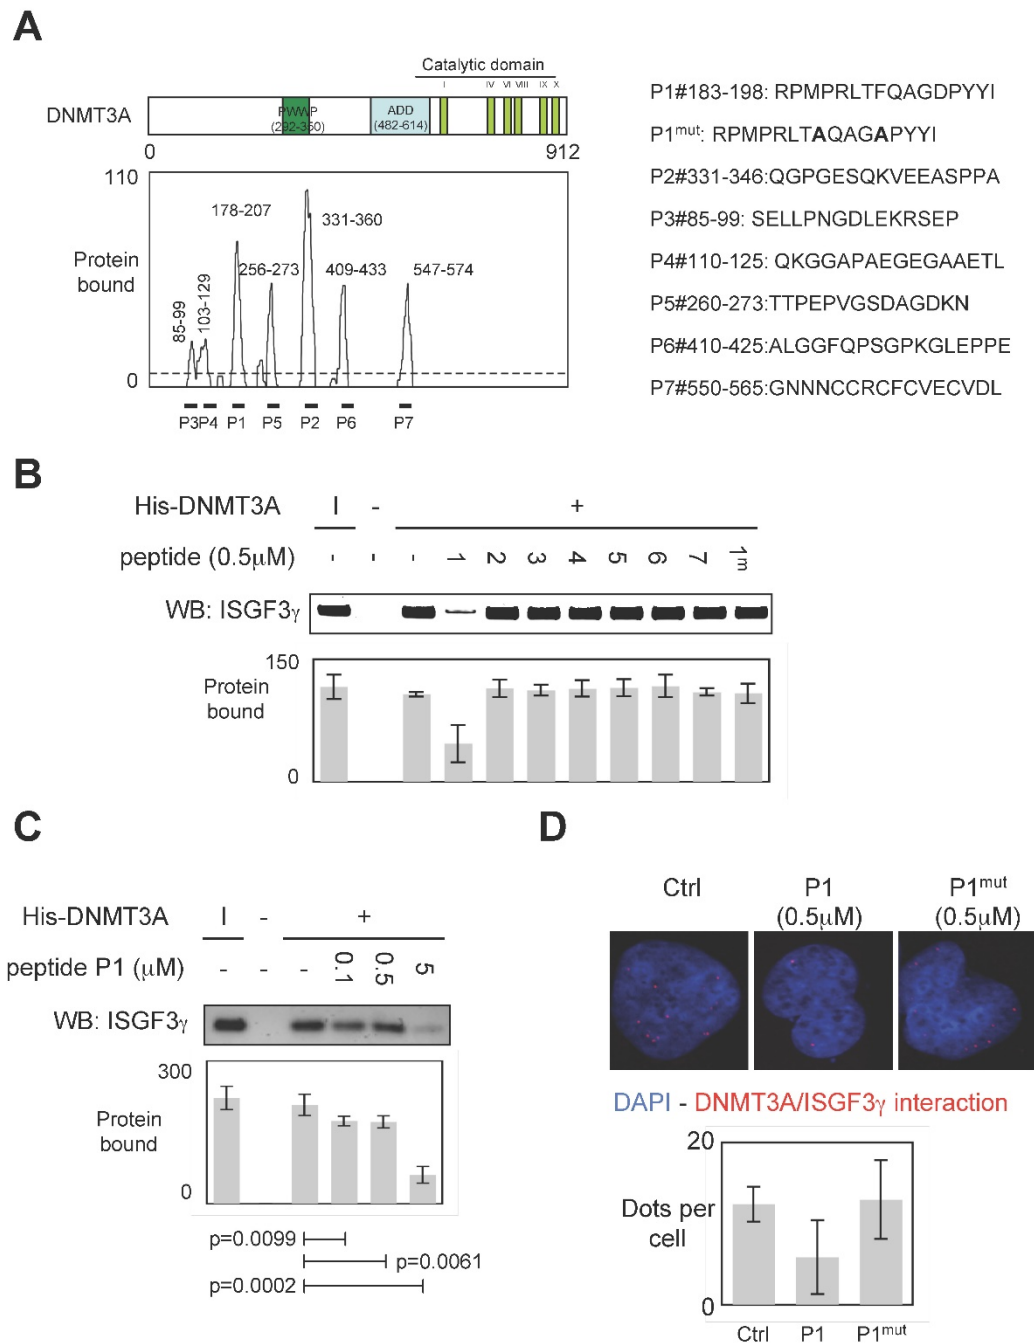 A
Catalytic domain
I IV VI VIII IX X
DNMT3A
PWWP
(292-350)
ADD
(482-614)
0 912
110
Protein
bound
0
85-99
103-129
178-207
256-273
331-360
409-433
547-574
P3 P4 P1 P5 P2 P6 P7
P1#183-198: RPMPRLTFQAGDPYYI
P1mut: RPMPRLTAQAGAPYYI
P2#331-346:QGPGESQKVEEASPPA
P3#85-99: SELLPNGDLEKRSEP
P4#110-125: QKGGAPAEGEGAAETL
P5#260-273:TTPEPVGSDAGDKN
P6#410-425:ALGGFQPSGPKGLEPPE
P7#550-565:GNNNCCRCFCVECVDL
B
His-DNMT3A I - +
peptide (0.5μM) - - - 1 2 3 4 5 6 7 1m
WB: ISGF3γ
150
Protein
bound
0
C
His-DNMT3A I - +
peptide P1 (μM) - - - 0.1 0.5 5
WB: ISGF3γ
300
Protein
bound
0
p=0.0099
p=0.0061
p=0.0002
D
Ctrl P1 P1mut
(0.5μM) (0.5μM)
DAPI - DNMT3A/ISGF3γ interaction
20
Dots per
cell
0
Ctrl P1 P1mut